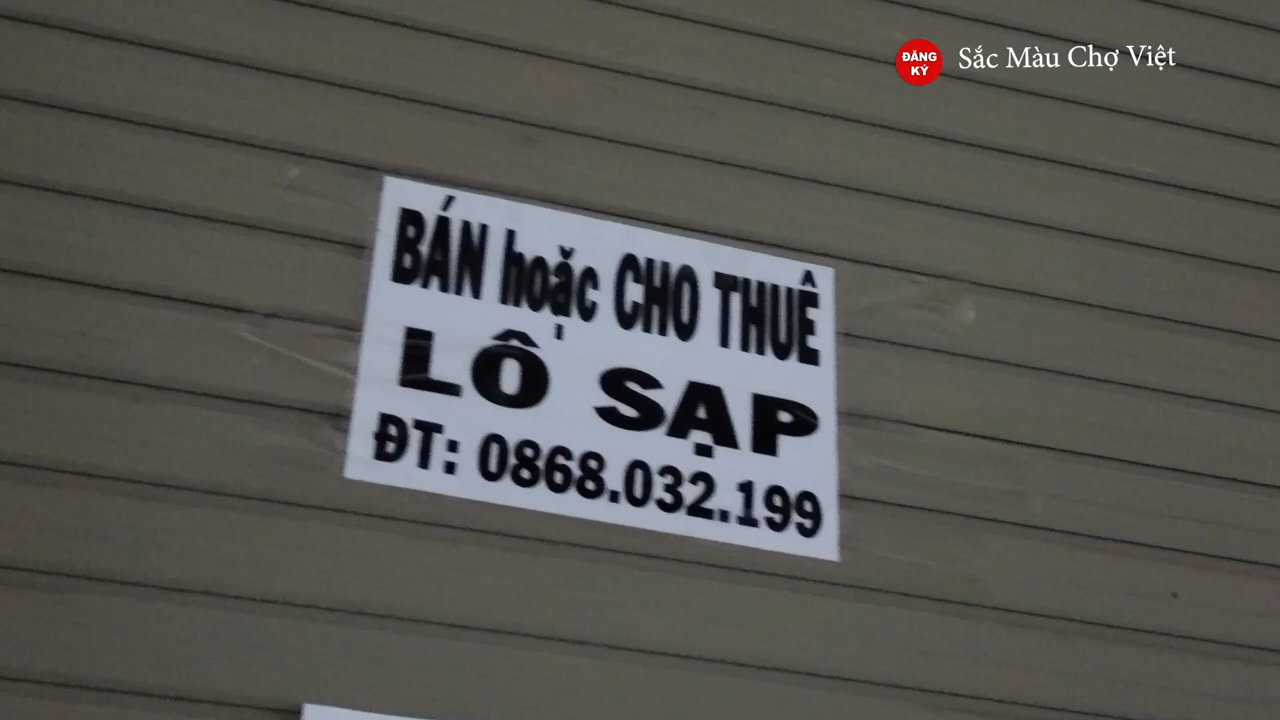 ĐĂNG
KÝ
Sắc Màu Chợ Việt
BÁN hoặc CHO THUÊ
LÔ SẠP
ĐT: 0868.032.199